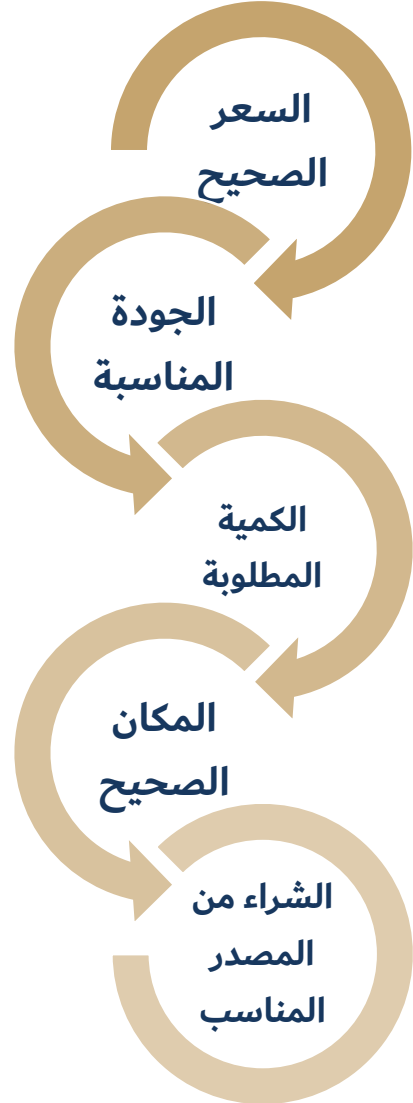 السعر
الصحيح
الجودة
المناسبة
الكمية
المطلوبة
المكان
الصحيح
الشراء من
المصدر
المناسب